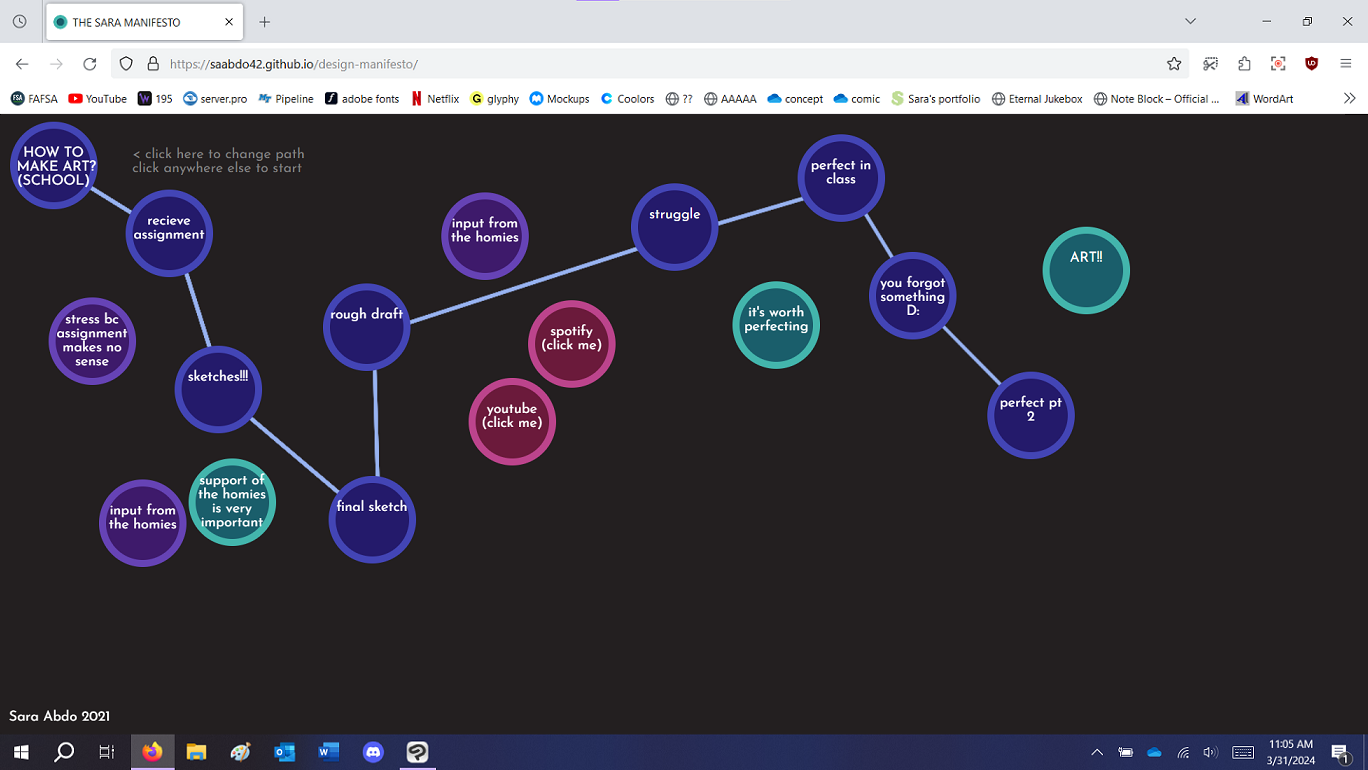 THE SARA MANIFESTO
https://saabdo42.github.io/design-manifesto/
FAFSA
YouTube
195
server.pro
Pipeline
adobe fonts
Netflix
glyphy
Mockups
Coolors
??
AAAAA
concept
comic
Sara's portfolio
Eternal Jukebox
Note Block – Official ...
WordArt
HOW TO
MAKE ART?
(SCHOOL)
< click here to change path
click anywhere else to start
recieve
assignment
stress bc
assignment
makes no
sense
sketches!!!
input from
the homies
support of
the homies
is very
important
final sketch
rough draft
input from
the homies
spotify
(click me)
youtube
(click me)
struggle
it's worth
perfecting
perfect in
class
you forgot
something
D:
perfect pt
2
ART!!
Sara Abdo 2021
11:05 AM
3/31/2024
1